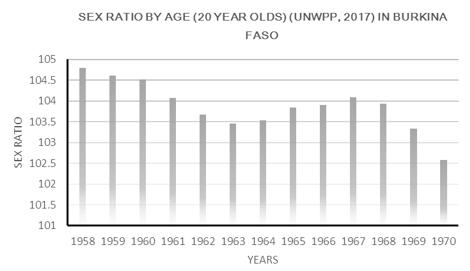 SEX RATIO BY AGE (20 YEAR OLDS) (UNWPP, 2017) IN BURKINA
FASO
105
104.5
104
103.5
103
102.5
102
101.5
101
SEX RATIO
1958 1959 1960 1961 1962 1963 1964 1965 1966 1967 1968 1969 1970
YEARS